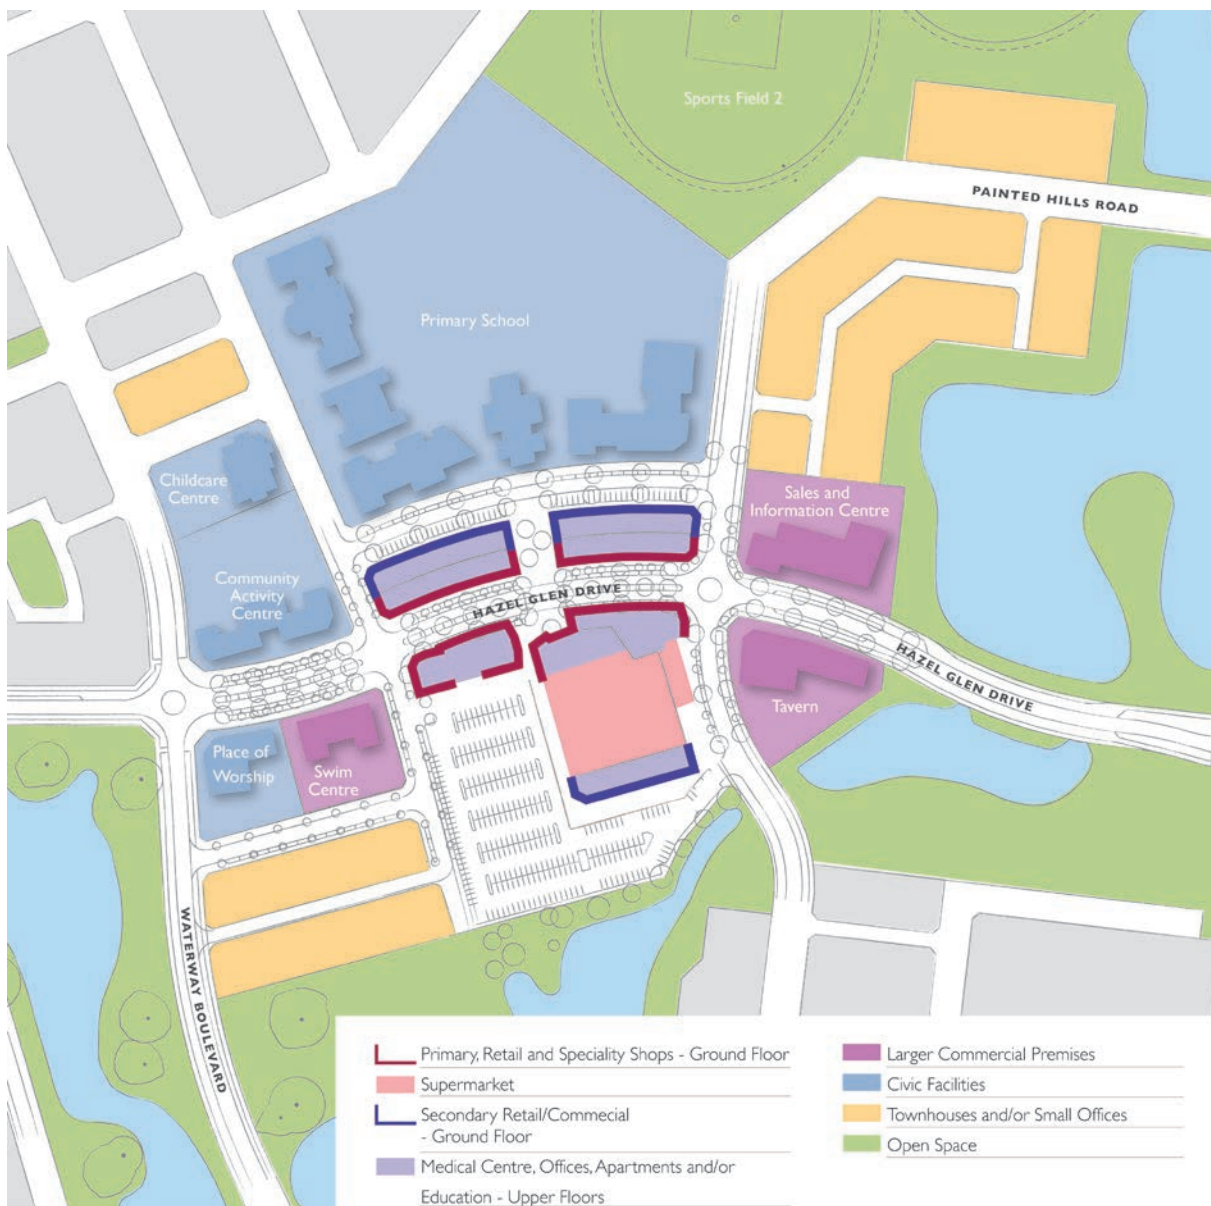 Sports Field 2
PAINTED HILLS ROAD
Primary School
Childcare
Centre
Sales and
Information Centre
Community
Activity
Centre
HAZEL GLEN DRIVE
HAZEL GLEN DRIVE
Tavern
Place of
Worship
Swim
Centre
WATERWAY BOULEVARD
Primary, Retail and Speciality Shops - Ground Floor
Supermarket
Secondary Retail/Commecial
- Ground Floor
Medical Centre, Offices, Apartments and/or
Education - Upper Floors
Larger Commercial Premises
Civic Facilities
Townhouses and/or Small Offices
Open Space